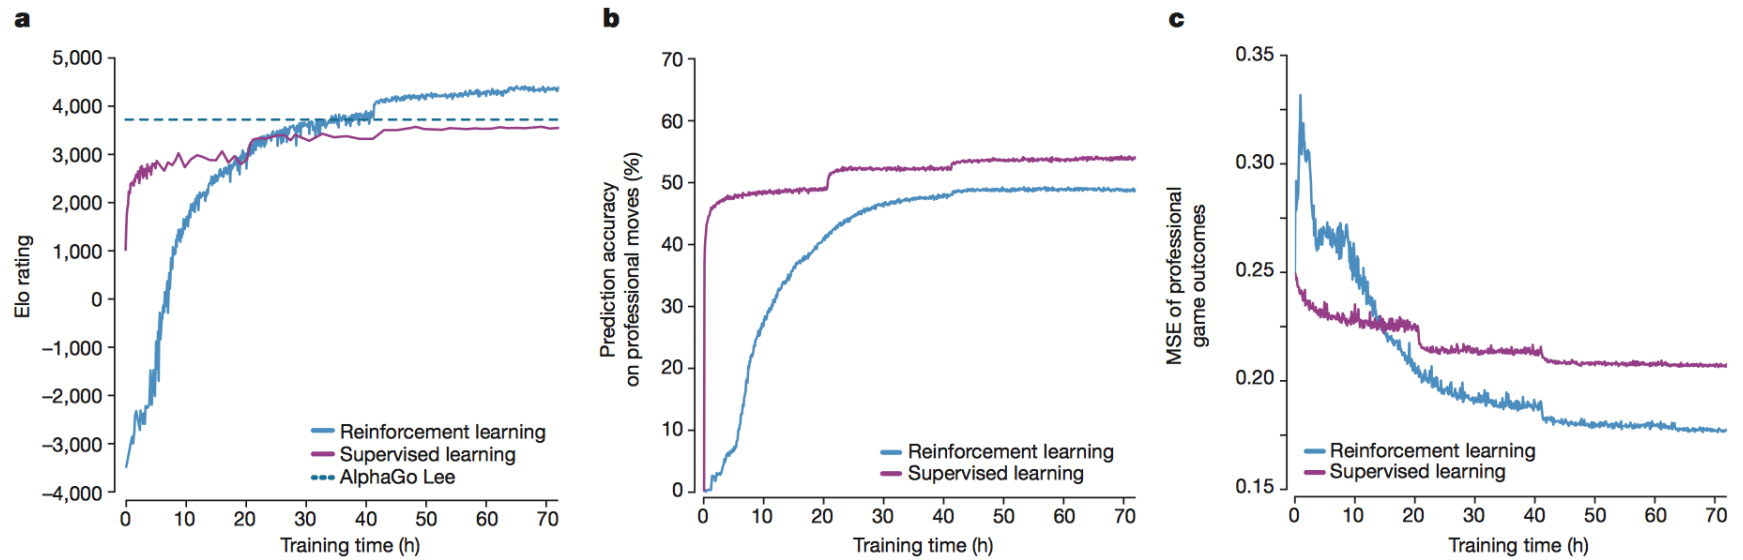 a
5,000
4,000
3,000
2,000
1,000
0
–1,000
–2,000
–3,000
–4,000
Elo rating
0 10 20 30 40 50 60 70
Training time (h)
Reinforcement learning
Supervised learning
AlphaGo Lee
b
70
60
50
40
30
20
10
0
Prediction accuracy
on professional moves (%)
0 10 20 30 40 50 60 70
Training time (h)
Reinforcement learning
Supervised learning
c
0.35
0.30
0.25
0.20
0.15
MSE of professional
game outcomes
0 10 20 30 40 50 60 70
Training time (h)
Reinforcement learning
Supervised learning